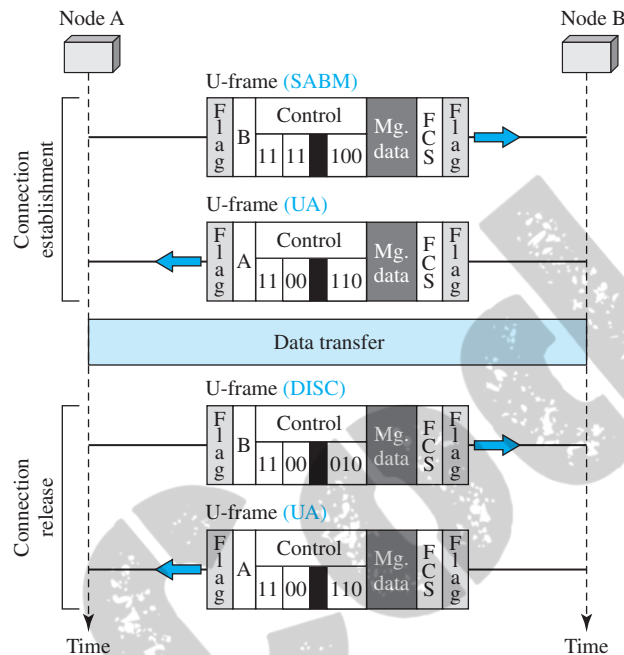 Node A
Node B
U-frame (SABM)
Flag
B
Control
11 11 100
Mg. data
FCS
Flag
Connection establishment
U-frame (UA)
Flag
A
Control
11 00 110
Mg. data
FCS
Flag
Data transfer
U-frame (DISC)
Flag
B
Control
11 00 010
Mg. data
FCS
Flag
Connection release
U-frame (UA)
Flag
A
Control
11 00 110
Mg. data
FCS
Flag
Time
Time